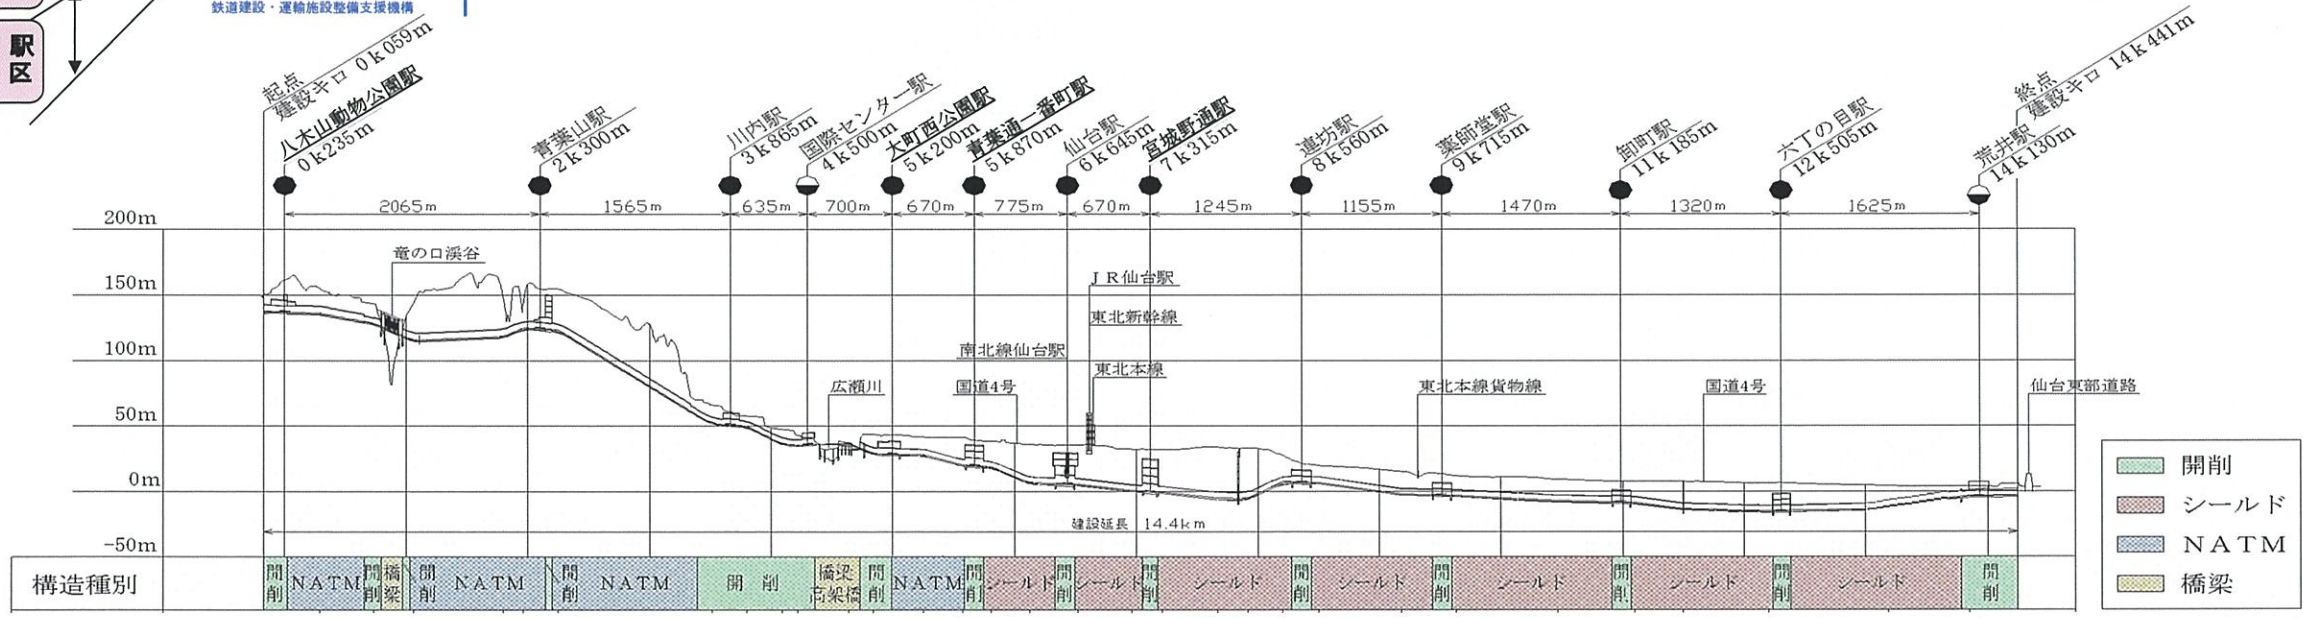 鉄道建設・運輸施設整備支援機構
駅
区
起点
建設キロ 0k059m
八木山動物公園駅
0k235m
青葉山駅
2k300m
川内駅
3k865m
国際センター駅
4k500m
大町西公園駅
5k200m
青葉通一番町駅
5k870m
仙台駅
6k645m
宮城野通駅
7k315m
連坊駅
8k560m
薬師堂駅
9k715m
卸町駅
11k185m
六丁の目駅
12k505m
荒井駅
14k130m
終点
建設キロ 14k441m
2065m 1565m 635m 700m 670m 775m 670m 1245m 1155m 1470m 1320m 1625m
200m
竜の口渓谷
150m
JR仙台駅
東北新幹線
100m
南北線仙台駅
東北本線
広瀬川
国道4号
東北本線貨物線
国道4号
仙台東部道路
50m
0m
建設延長 14.4km
-50m
構造種別
開削 NATM 開削 橋梁 開削 NATM 開削 NATM 開削 橋梁 高架橋 開削 NATM 開削 シールド 開削 シールド 開削 シールド 開削 シールド 開削 シールド 開削 シールド 開削 シールド 開削
開削
シールド
NATM
橋梁